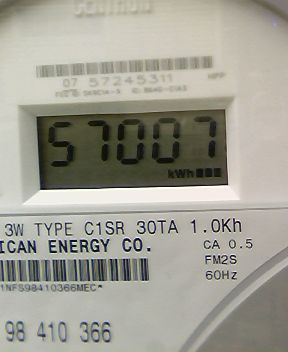 07 57245311
57007
kWh
3W TYPE C1SR 30TA 1.0Kh
ICAN ENERGY CO.
CA 0.5
FM2S
60Hz
1NFS98410366MEC*
98 410 366